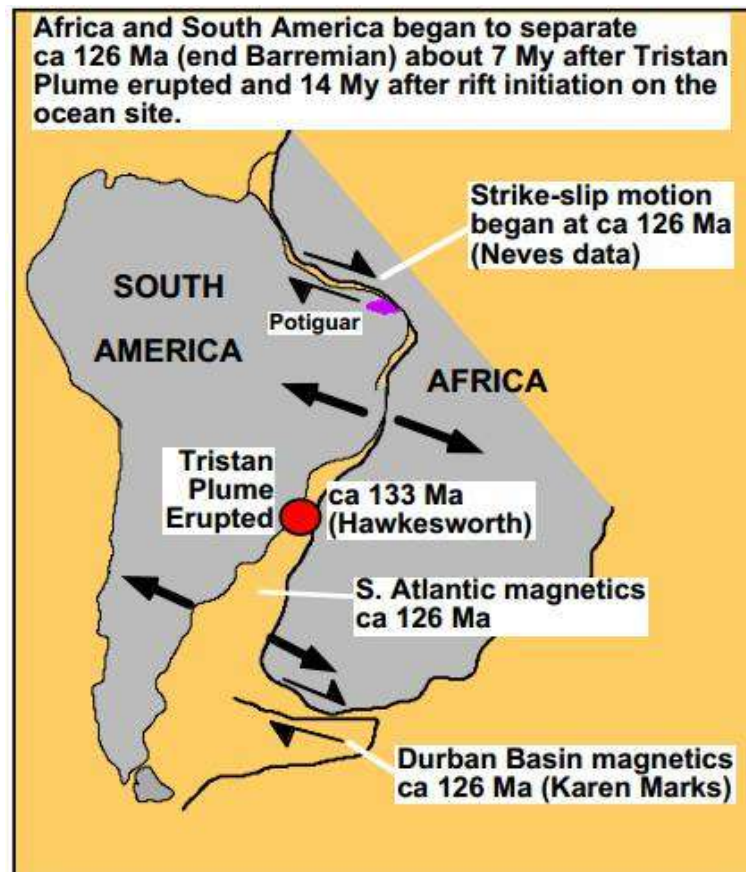 Africa and South America began to separate
ca 126 Ma (end Barremian) about 7 My after Tristan
Plume erupted and 14 My after rift initiation on the
ocean site.
Strike-slip motion
began at ca 126 Ma
(Neves data)
SOUTH
AMERICA
Potiguar
AFRICA
Tristan
Plume
Erupted
ca 133 Ma
(Hawkesworth)
S. Atlantic magnetics
ca 126 Ma
Durban Basin magnetics
ca 126 Ma (Karen Marks)